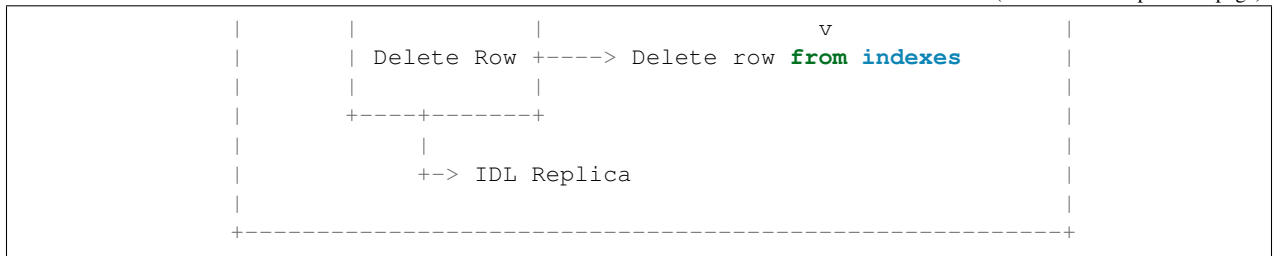 |       |            |                   v                |
|       | Delete Row +----> Delete row from indexes       |
|       |            |                                    |
|       +----+-------+                                    |
|            |                                            |
|            +-> IDL Replica                              |
|                                                         |
+---------------------------------------------------------+